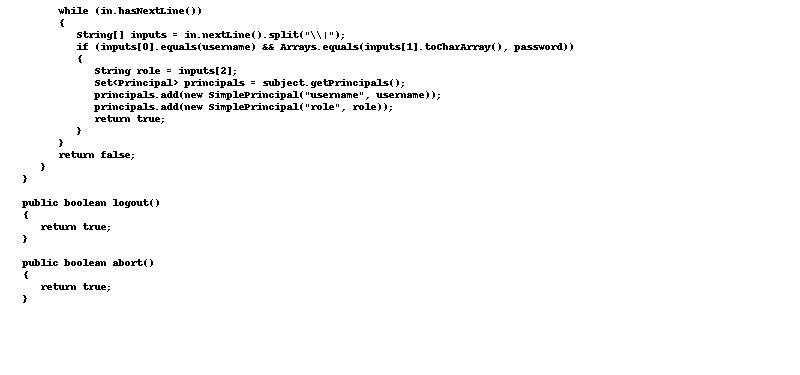 while (in.hasNextLine())
{
String[] inputs = in.nextLine().split("\\|");
if (inputs[0].equals(username) && Arrays.equals(inputs[1].toCharArray(), password))
{
String role = inputs[2];
Set<Principal> principals = subject.getPrincipals();
principals.add(new SimplePrincipal("username", username));
principals.add(new SimplePrincipal("role", role));
return true;
}
}
return false;
}
}
public boolean logout()
{
return true;
}
public boolean abort()
{
return true;
}